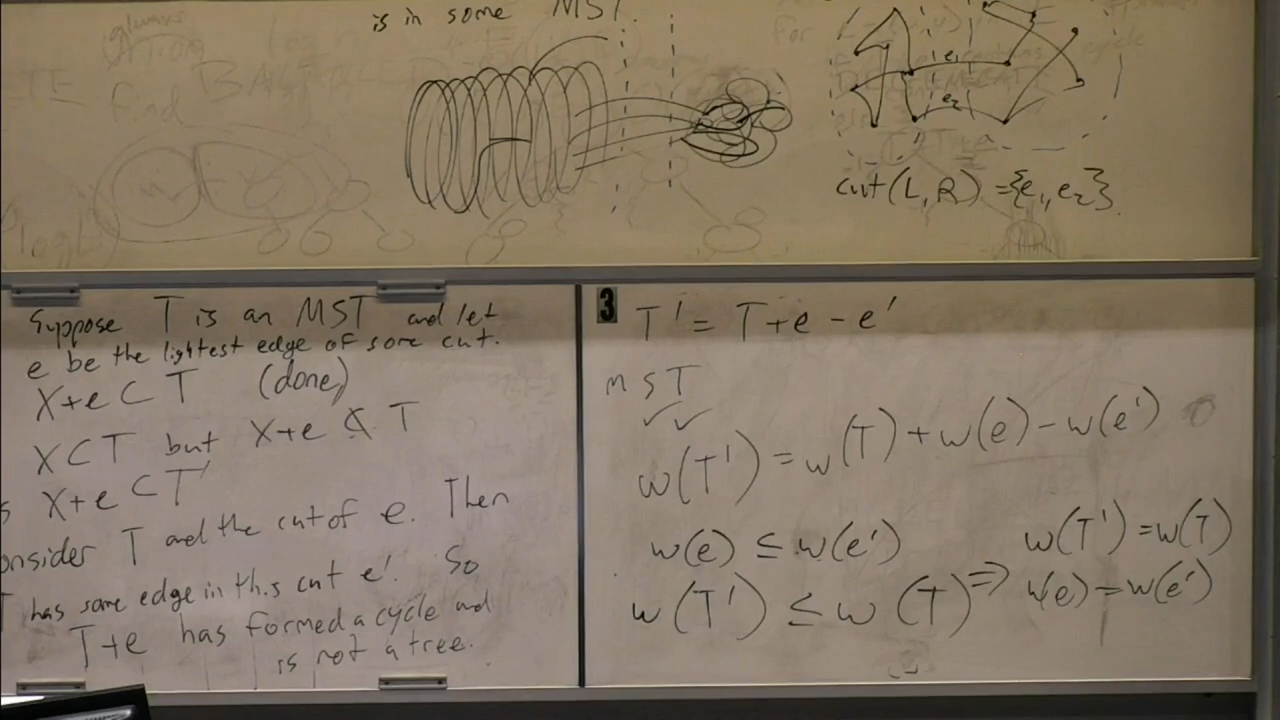 is in some MST.
e1
e2
cut(L,R) = {e1, e2}.
Suppose T is an MST and let
e be the lightest edge of some cut.
X+e ⊂ T (done)
X⊂T but X+e ⊄ T
X+e ⊂ T'
onsider T and the cut of e. Then
T has some edge in this cut e'. So
T+e has formed a cycle and
is not a tree.
3
T' = T+e - e'
MST
✓✓
w(T') = w(T) + w(e) - w(e')
w(e) ≤ w(e')
w(T') ≤ w(T) ⇒
w(T') = w(T)
w(e) = w(e')